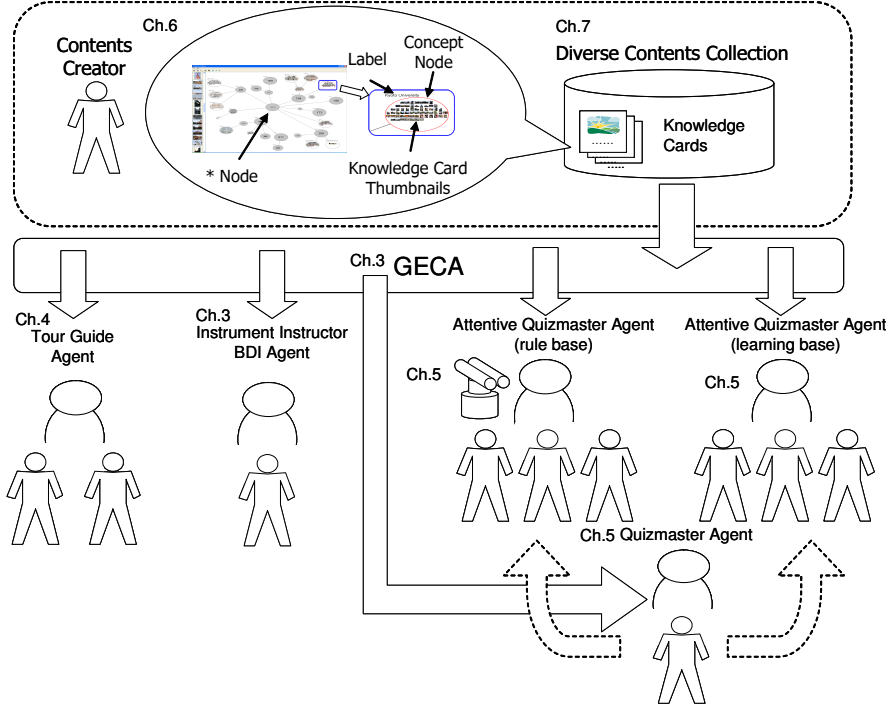 Ch.6
Contents
Creator
Label
Concept
Node
Kyoto University
* Node
Knowledge Card
Thumbnails
Ch.7
Diverse Contents Collection
Knowledge
Cards
......
......
Ch.3
GECA
Ch.4
Tour Guide
Agent
Ch.3
Instrument Instructor
BDI Agent
Attentive Quizmaster Agent
(rule base)
Ch.5
Attentive Quizmaster Agent
(learning base)
Ch.5
Ch.5 Quizmaster Agent